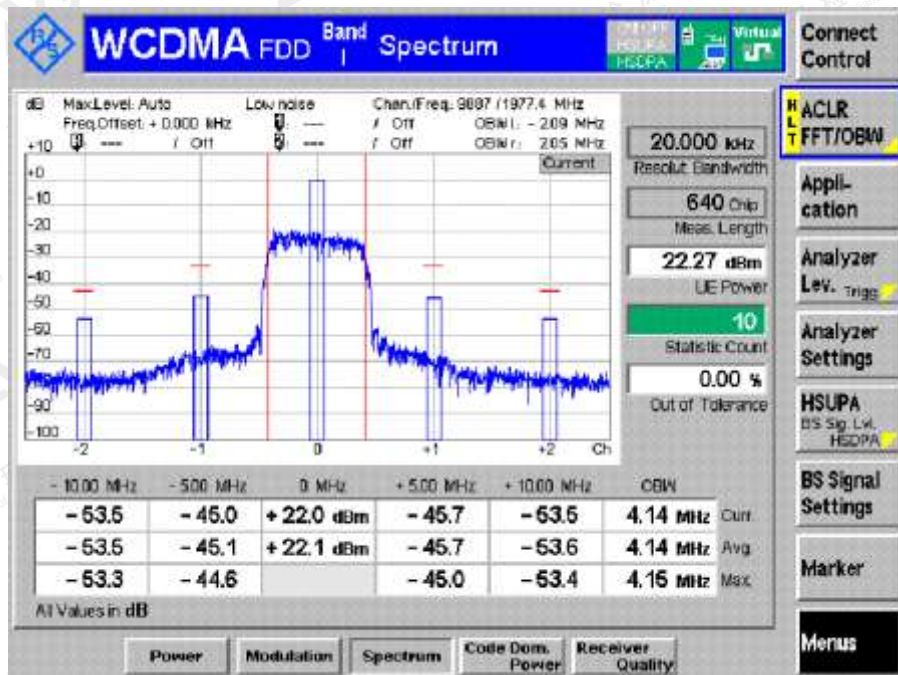 WCDMA FDD Band I Spectrum
ON/OFF
HSUPA
HSDPA
Virtual
Connect Control
dB Max.Level: Auto Low noise Chan./Freq.: 9887 / 1977.4 MHz
Freq.Offset: + 0.000 kHz --- / Off OBW l: - 2.09 MHz
--- / Off --- / Off OBW r: 2.05 MHz
Current
+10
+0
-10
-20
-30
-40
-50
-60
-70
-90
-100
-2 -1 0 +1 +2 Ch
20.000 kHz
Resolut. Bandwidth
640 Chip
Meas. Length
22.27 dBm
UE Power
10
Statistic Count
0.00 %
Out of Tolerance
HLT ACLR FFT/OBW
Appli-
cation
Analyzer
Lev. Trigg.
Analyzer
Settings
HSUPA
BS Sig. Lvl.
HSDPA
BS Signal
Settings
Marker
Menus
- 10.00 MHz - 5.00 MHz 0 MHz + 5.00 MHz + 10.00 MHz OBW
- 53.5 - 45.0 + 22.0 dBm - 45.7 - 53.5 4.14 MHz Curr.
- 53.5 - 45.1 + 22.1 dBm - 45.7 - 53.6 4.14 MHz Avg.
- 53.3 - 44.6 - 45.0 - 53.4 4.15 MHz Max.
All Values in dB
Power Modulation Spectrum Code Dom. Power Receiver Quality